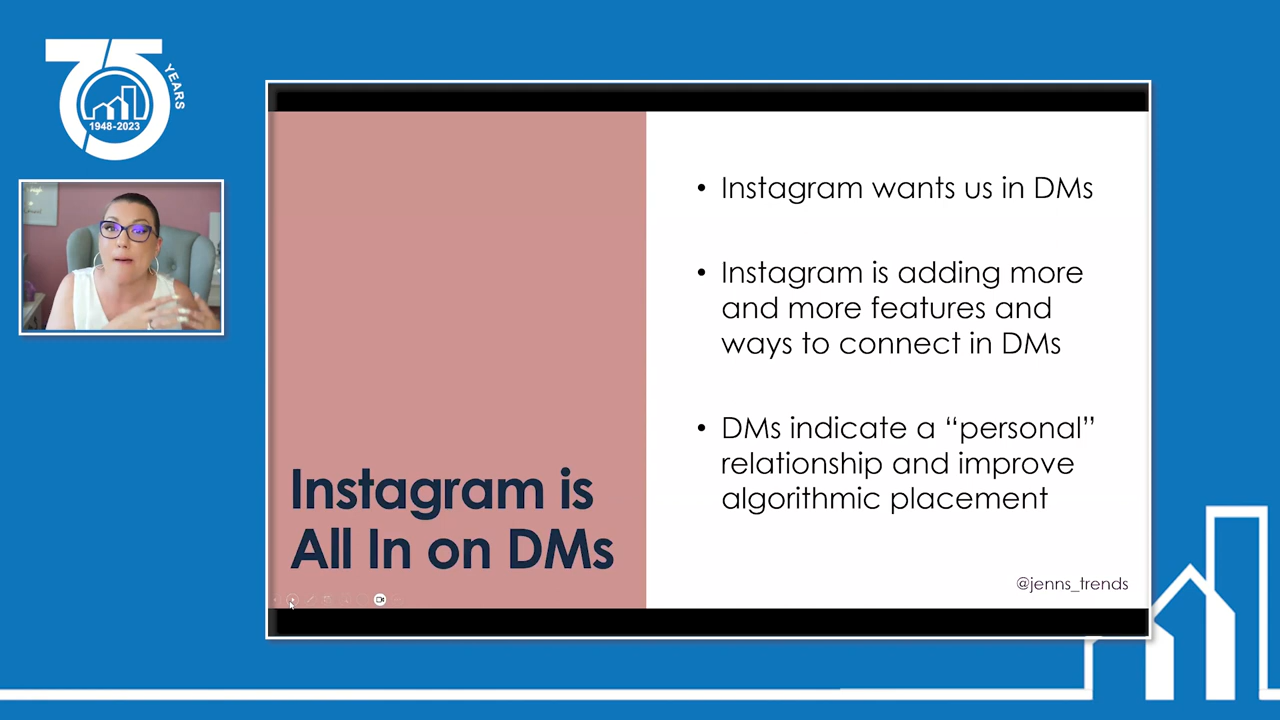 75
YEARS
1948-2023
Instagram is
All In on DMs
• Instagram wants us in DMs
• Instagram is adding more
and more features and
ways to connect in DMs
• DMs indicate a “personal”
relationship and improve
algorithmic placement
@jenns_trends